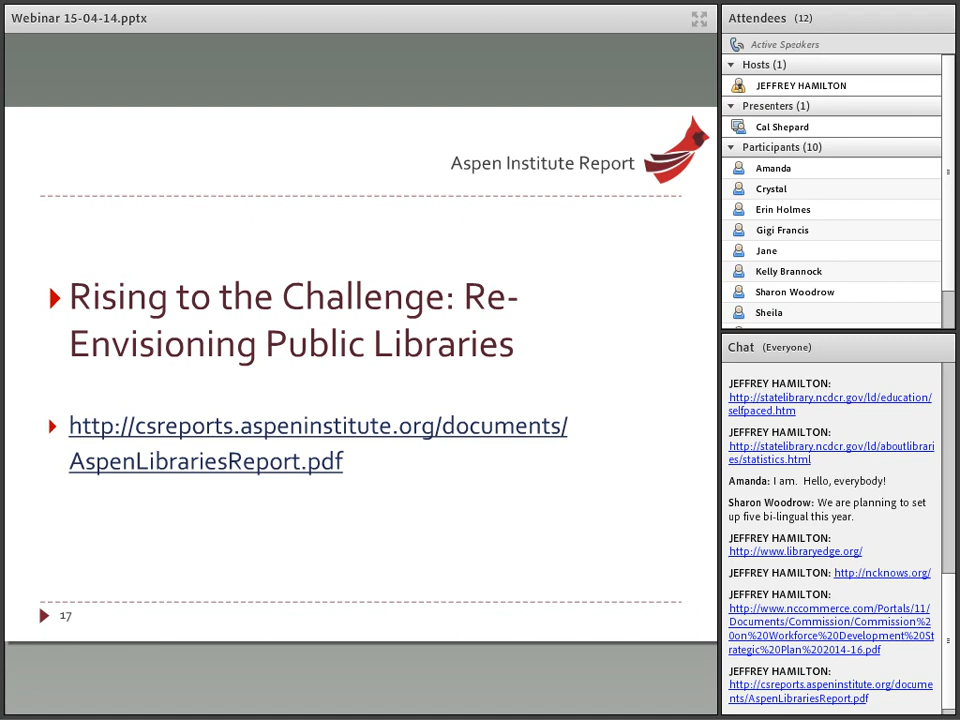 Webinar 15-04-14.pptx
Aspen Institute Report
Rising to the Challenge: Re-
Envisioning Public Libraries
http://csreports.aspeninstitute.org/documents/
AspenLibrariesReport.pdf
17
Attendees (12)
Active Speakers
Hosts (1)
JEFFREY HAMILTON
Presenters (1)
Cal Shepard
Participants (10)
Amanda
Crystal
Erin Holmes
Gigi Francis
Jane
Kelly Brannock
Sharon Woodrow
Sheila
Chat (Everyone)
JEFFREY HAMILTON:
http://statelibrary.ncdcr.gov/ld/education/
selfpaced.htm
JEFFREY HAMILTON:
http://statelibrary.ncdcr.gov/ld/aboutlibrari
es/statistics.html
Amanda: I am. Hello, everybody!
Sharon Woodrow: We are planning to set
up five bi-lingual this year.
JEFFREY HAMILTON:
http://www.libraryedge.org/
JEFFREY HAMILTON: http://ncknows.org/
JEFFREY HAMILTON:
http://www.nccommerce.com/Portals/11/
Documents/Commission/Commission%2
0on%20Workforce%20Development%20St
rategic%20Plan%202014-16.pdf
JEFFREY HAMILTON:
http://csreports.aspeninstitute.org/docume
nts/AspenLibrariesReport.pdf